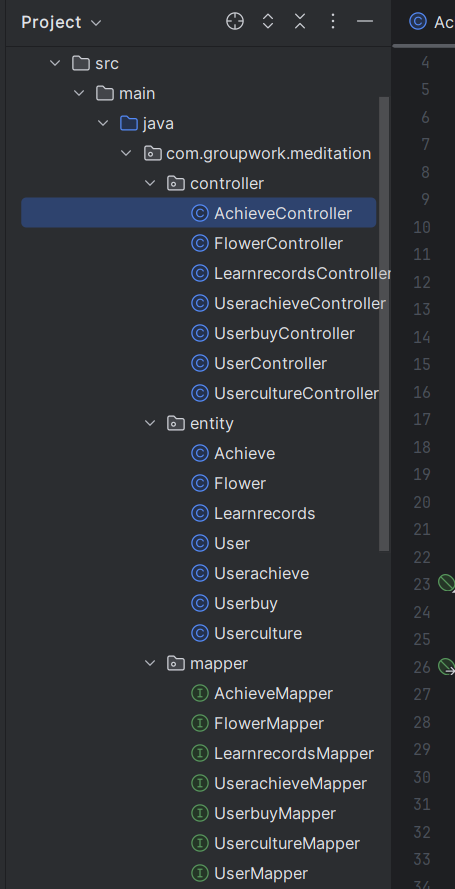 Project
Ac
src
main
java
com.groupwork.meditation
controller
AchieveController
FlowerController
LearnrecordsController
UserachieveController
UserbuyController
UserController
UsercultureController
entity
Achieve
Flower
Learnrecords
User
Userachieve
Userbuy
Userculture
mapper
AchieveMapper
FlowerMapper
LearnrecordsMapper
UserachieveMapper
UserbuyMapper
UsercultureMapper
UserMapper
4
5
6
7
8
9
10
11
12
13
14
15
16
17
18
19
20
21
22
23
24
25
26
27
28
29
30
31
32
33
34